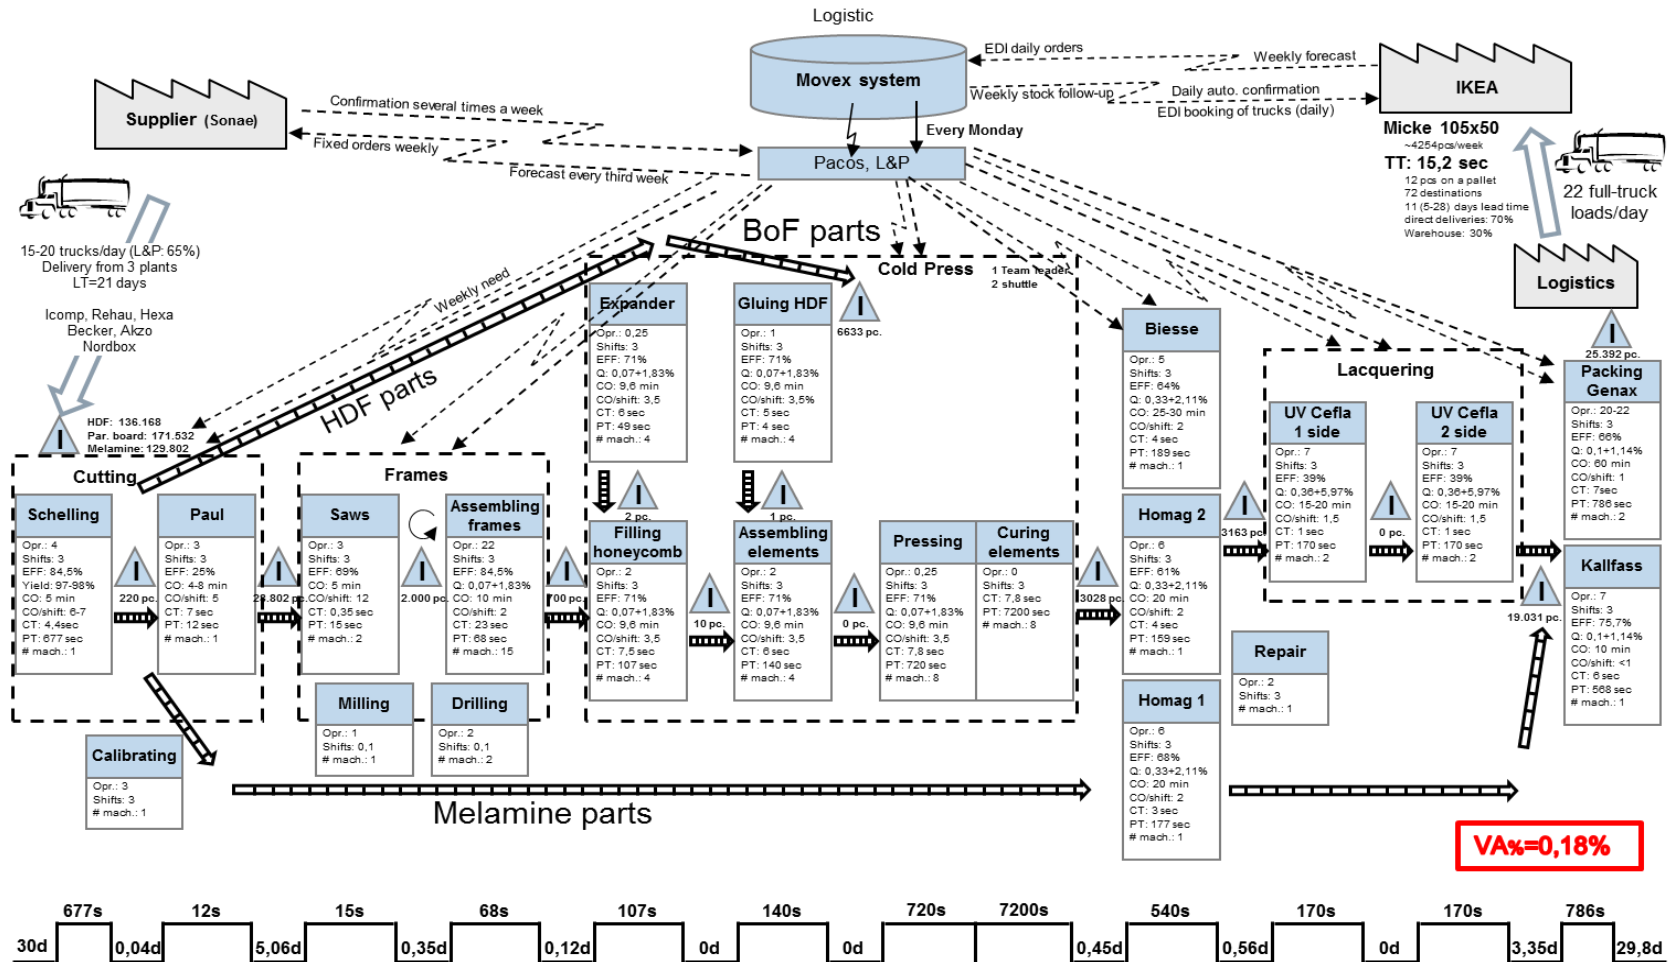 Logistic
Movex system
EDI daily orders
Weekly forecast
Weekly stock follow-up
Daily auto. confirmation
EDI booking of trucks (daily)
IKEA
Supplier (Sonae)
Confirmation several times a week
Fixed orders weekly
Forecast every third week
Every Monday
Pacos, L&P
Micke 105x50
~4254pcs/week
TT: 15,2 sec
12 pcs on a pallet
72 destinations
11 (5-28) days lead time
direct deliveries: 70%
Warehouse: 30%
22 full-truck
loads/day
Logistics
I
25.392 pc.
15-20 trucks/day (L&P: 65%)
Delivery from 3 plants
LT=21 days
Icomp, Rehau, Hexa
Becker, Akzo
Nordbox
I
HDF: 136.168
Par. board: 171.532
Melamine: 129.802
Weekly need
HDF parts
BoF parts
Cold Press
1 Team leader
2 shuttle
I
6633 pc.
Expander
Opr.: 0,25
Shifts: 3
EFF: 71%
Q: 0,07+1,83%
CO: 9,6 min
CO/shift: 3,5
CT: 6 sec
PT: 49 sec
# mach.: 4
Gluing HDF
Opr.: 1
Shifts: 3
EFF: 71%
Q: 0,07+1,83%
CO: 9,6 min
CO/shift: 3,5%
CT: 5 sec
PT: 4 sec
# mach.: 4
I
2 pc.
I
1 pc.
Biesse
Opr.: 5
Shifts: 3
EFF: 64%
Q: 0,33+2,11%
CO: 25-30 min
CO/shift: 2
CT: 4 sec
PT: 189 sec
# mach.: 1
Lacquering
UV Cefla
1 side
Opr.: 7
Shifts: 3
EFF: 39%
Q: 0,36+5,97%
CO: 15-20 min
CO/shift: 1,5
CT: 1 sec
PT: 170 sec
# mach.: 2
UV Cefla
2 side
Opr.: 7
Shifts: 3
EFF: 39%
Q: 0,36+5,97%
CO: 15-20 min
CO/shift: 1,5
CT: 1 sec
PT: 170 sec
# mach.: 2
Packing
Genax
Opr.: 20-22
Shifts: 3
EFF: 66%
Q: 0,1+1,14%
CO: 60 min
CO/shift: 1
CT: 7sec
PT: 786 sec
# mach.: 2
Cutting
Schelling
Opr.: 4
Shifts: 3
EFF: 84,5%
Yield: 97-98%
CO: 5 min
CO/shift: 6-7
CT: 4,4sec
PT: 677 sec
# mach.: 1
I
220 pc.
Paul
Opr.: 3
Shifts: 3
EFF: 25%
CO: 4-8 min
CO/shift: 5
CT: 7 sec
PT: 12 sec
# mach.: 1
I
28.802 pc.
Frames
Saws
Opr.: 3
Shifts: 3
EFF: 69%
CO: 5 min
CO/shift: 12
CT: 0,35 sec
PT: 15 sec
# mach.: 2
I
2.000 pc.
Assembling
frames
Opr.: 22
Shifts: 3
EFF: 84,5%
Q: 0,07+1,83%
CO: 10 min
CO/shift: 2
CT: 23 sec
PT: 68 sec
# mach.: 15
I
700 pc.
Filling
honeycomb
Opr.: 2
Shifts: 3
EFF: 71%
Q: 0,07+1,83%
CO: 9,6 min
CO/shift: 3,5
CT: 7,5 sec
PT: 107 sec
# mach.: 4
I
10 pc.
Assembling
elements
Opr.: 2
Shifts: 3
EFF: 71%
Q: 0,07+1,83%
CO: 9,6 min
CO/shift: 3,5
CT: 6 sec
PT: 140 sec
# mach.: 4
I
0 pc.
Pressing
Opr.: 0,25
Shifts: 3
EFF: 71%
Q: 0,07+1,83%
CO: 9,6 min
CO/shift: 3,5
CT: 7,8 sec
PT: 720 sec
# mach.: 8
Curing
elements
Opr.: 0
Shifts: 3
CT: 7,8 sec
PT: 7200 sec
# mach.: 8
I
3028 pc.
Homag 2
Opr.: 6
Shifts: 3
EFF: 61%
Q: 0,33+2,11%
CO: 20 min
CO/shift: 2
CT: 4 sec
PT: 159 sec
# mach.: 1
I
3163 pc.
I
0 pc.
I
19.031 pc.
Kallfass
Opr.: 7
Shifts: 3
EFF: 75,7%
Q: 0,1+1,14%
CO: 10 min
CO/shift: <1
CT: 6 sec
PT: 568 sec
# mach.: 1
Repair
Opr.: 2
Shifts: 3
# mach.: 1
Homag 1
Opr.: 6
Shifts: 3
EFF: 68%
Q: 0,33+2,11%
CO: 20 min
CO/shift: 2
CT: 3 sec
PT: 177 sec
# mach.: 1
Milling
Opr.: 1
Shifts: 0,1
# mach.: 1
Drilling
Opr.: 2
Shifts: 0,1
# mach.: 2
Calibrating
Opr.: 3
Shifts: 3
# mach.: 1
Melamine parts
VA%=0,18%
677s 12s 15s 68s 107s 140s 720s 7200s 540s 170s 170s 786s
30d 0,04d 5,06d 0,35d 0,12d 0d 0d 0,45d 0,56d 0d 3,35d 29,8d